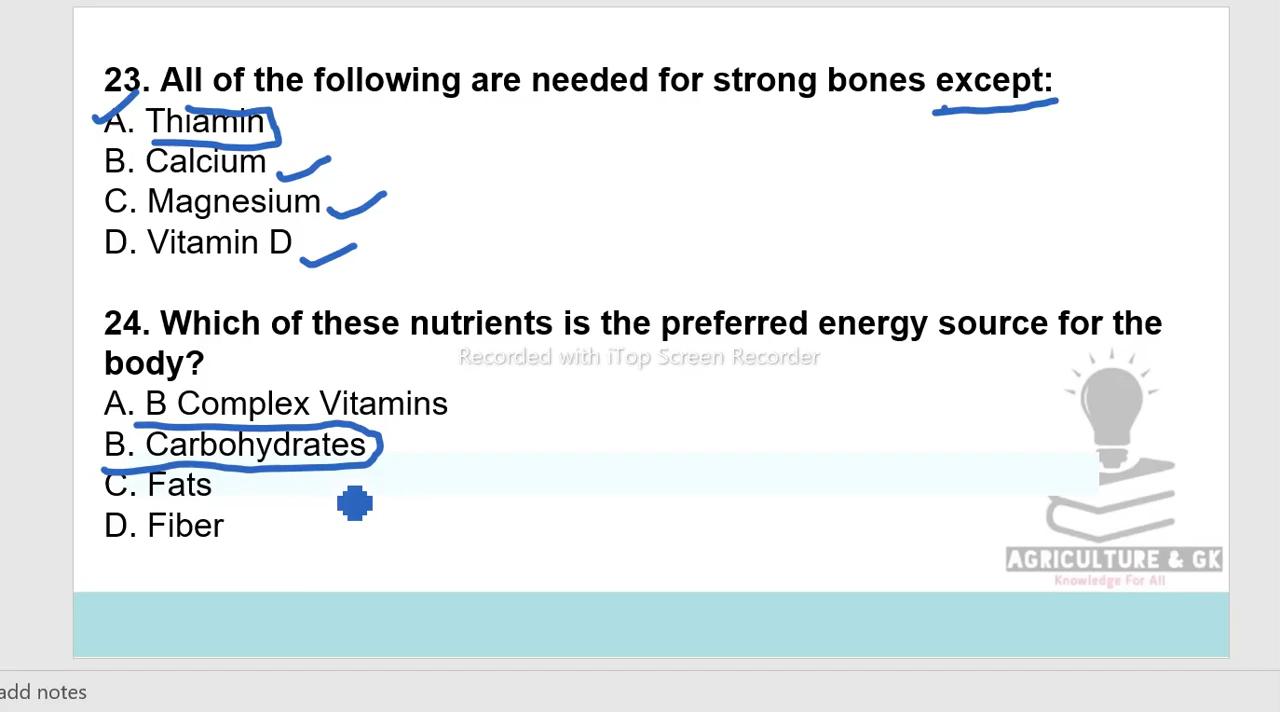 23. All of the following are needed for strong bones except:
A. Thiamin
B. Calcium
C. Magnesium
D. Vitamin D
24. Which of these nutrients is the preferred energy source for the
body?
Recorded with iTop Screen Recorder
A. B Complex Vitamins
B. Carbohydrates
C. Fats
D. Fiber
AGRICULTURE & GK
Knowledge For All
add notes